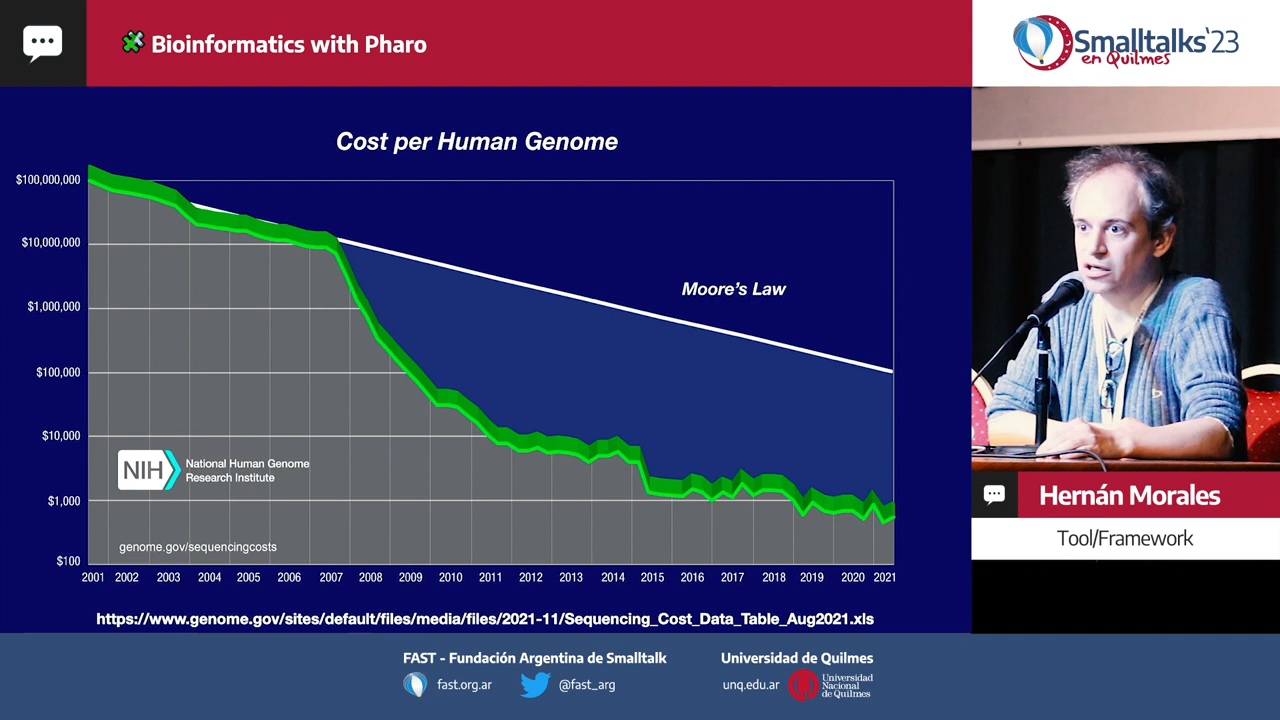 Bioinformatics with Pharo
Smalltalks'23
en Quilmes
Cost per Human Genome
$100,000,000
$10,000,000
$1,000,000
$100,000
$10,000
$1,000
$100
Moore's Law
NIH
National Human Genome
Research Institute
genome.gov/sequencingcosts
2001 2002 2003 2004 2005 2006 2007 2008 2009 2010 2011 2012 2013 2014 2015 2016 2017 2018 2019 2020 2021
https://www.genome.gov/sites/default/files/media/files/2021-11/Sequencing_Cost_Data_Table_Aug2021.xls
Hernán Morales
Tool/Framework
FAST - Fundación Argentina de Smalltalk
fast.org.ar
@fast_arg
Universidad de Quilmes
unq.edu.ar
Universidad
Nacional
de Quilmes